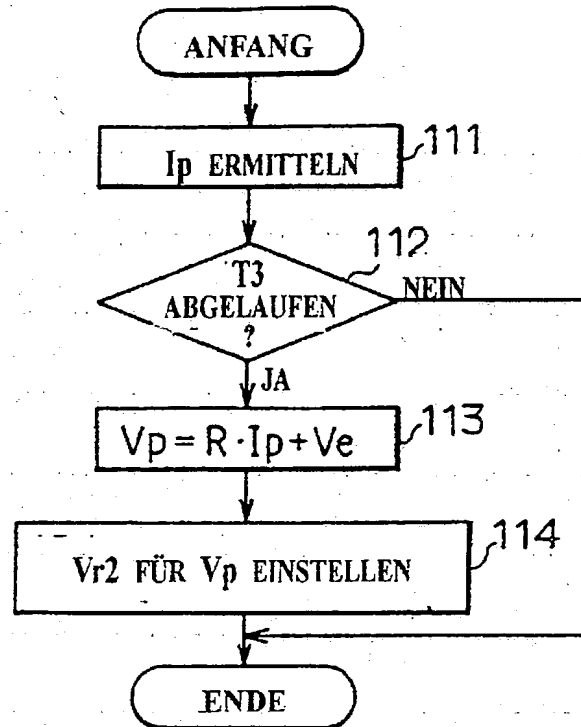 ANFANG
Ip ERMITTELN
111
112
T3
ABGELAUFEN
?
NEIN
JA
Vp = R · Ip + Ve
113
Vr2 FÜR Vp EINSTELLEN
114
ENDE